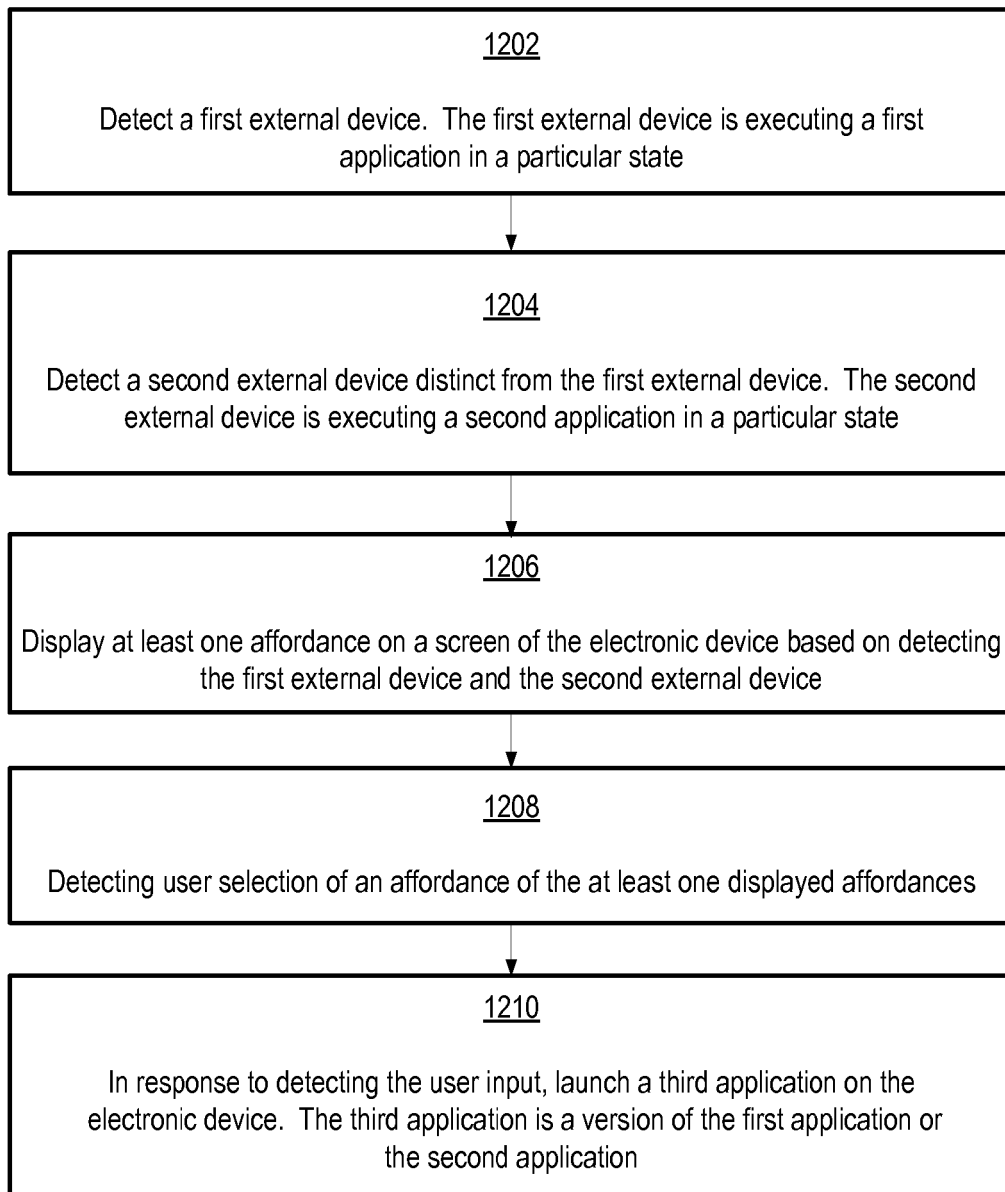 1202
Detect a first external device. The first external device is executing a first
application in a particular state
1204
Detect a second external device distinct from the first external device. The second
external device is executing a second application in a particular state
1206
Display at least one affordance on a screen of the electronic device based on detecting
the first external device and the second external device
1208
Detecting user selection of an affordance of the at least one displayed affordances
1210
In response to detecting the user input, launch a third application on the
electronic device. The third application is a version of the first application or
the second application